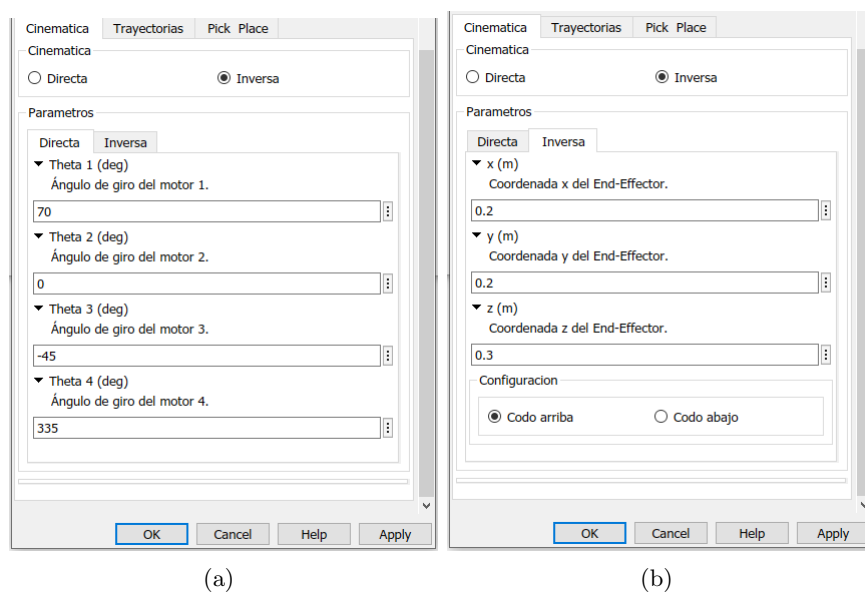 Cinematica Trayectorias Pick Place
Cinematica
Directa Inversa
Parametros
Directa Inversa
Theta 1 (deg)
Ángulo de giro del motor 1.
70
Theta 2 (deg)
Ángulo de giro del motor 2.
0
Theta 3 (deg)
Ángulo de giro del motor 3.
-45
Theta 4 (deg)
Ángulo de giro del motor 4.
335
OK Cancel Help Apply
(a)
Cinematica Trayectorias Pick Place
Cinematica
Directa Inversa
Parametros
Directa Inversa
x (m)
Coordenada x del End-Effector.
0.2
y (m)
Coordenada y del End-Effector.
0.2
z (m)
Coordenada z del End-Effector.
0.3
Configuracion
Codo arriba Codo abajo
OK Cancel Help Apply
(b)